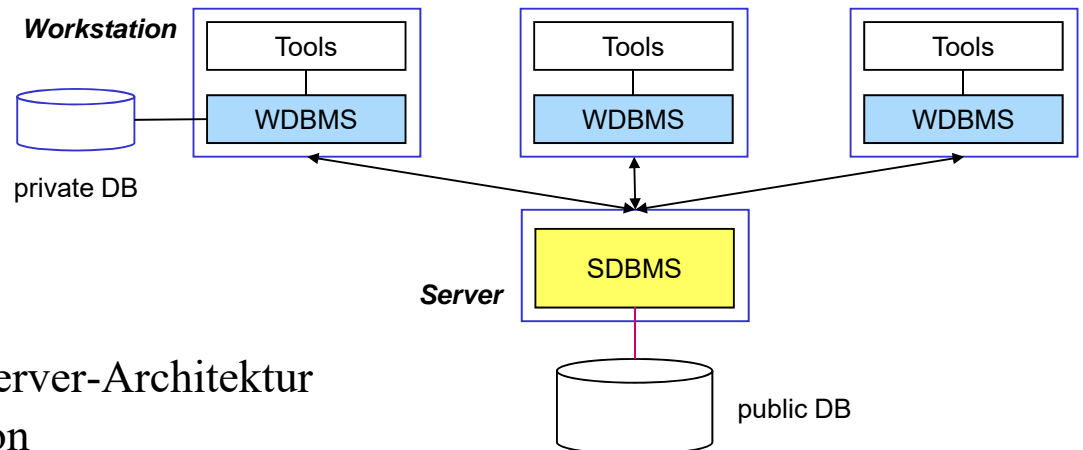 Workstation
Tools
Tools
Tools
WDBMS
WDBMS
WDBMS
private DB
SDBMS
Server
erver-Architektur
on
public DB